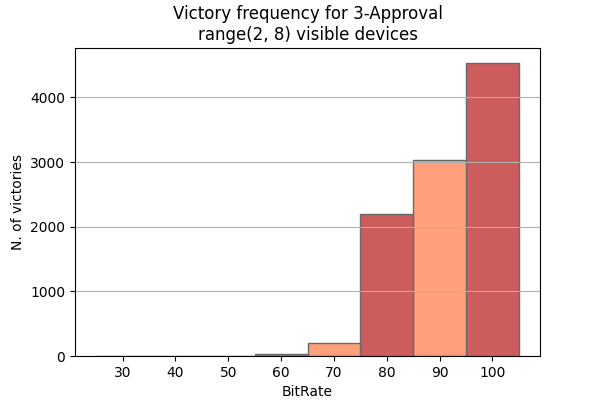 Victory frequency for 3-Approval
range(2, 8) visible devices
N. of victories
4000
3000
2000
1000
0
30 40 50 60 70 80 90 100
BitRate